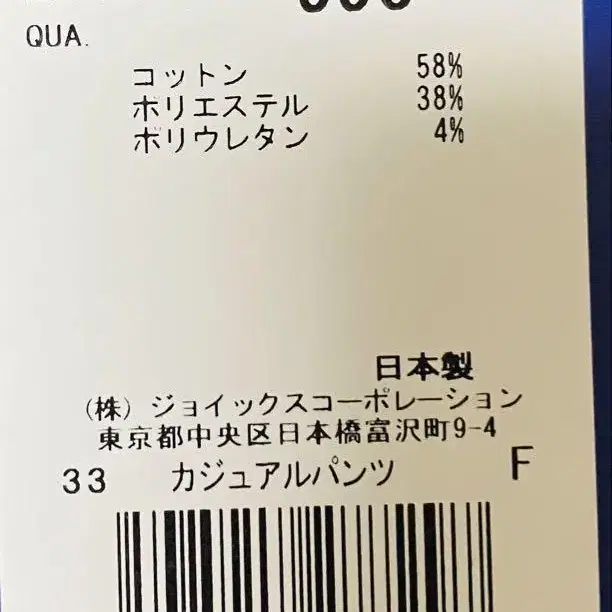 QUA.
コットン 58%
ポリエステル 38%
ポリウレタン 4%
日本製
(株) ジョイックスコーポレーション
東京都中央区日本橋富沢町9-4
33 カジュアルパンツ F